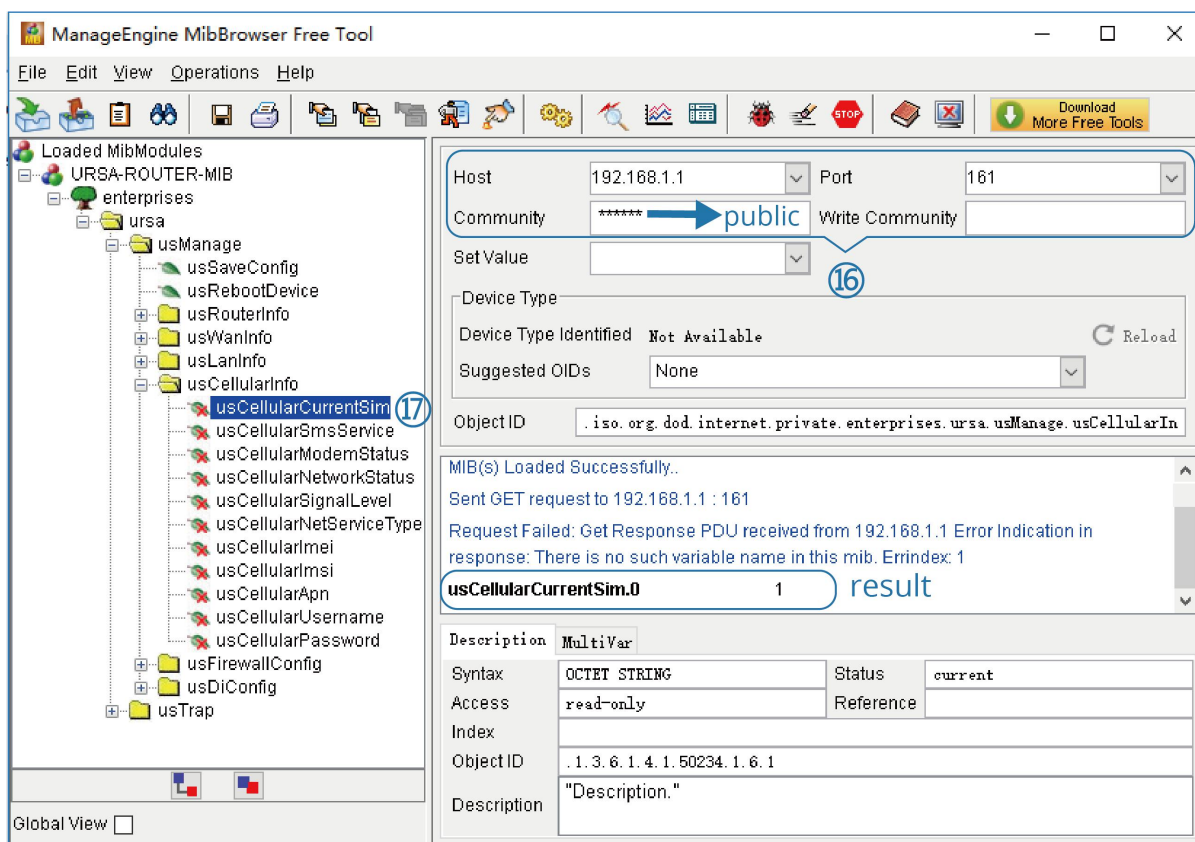 ManageEngine MibBrowser Free Tool
File Edit View Operations Help
STOP
Download
More Free Tools
Loaded MibModules
URSA-ROUTER-MIB
enterprises
ursa
usManage
usSaveConfig
usRebootDevice
usRouterInfo
usWanInfo
usLanInfo
usCellularInfo
usCellularCurrentSim ⑰
usCellularSmsService
usCellularModemStatus
usCellularNetworkStatus
usCellularSignalLevel
usCellularNetServiceType
usCellularImei
usCellularImsi
usCellularApn
usCellularUsername
usCellularPassword
usFirewallConfig
usDiConfig
usTrap
Global View
Host 192.168.1.1 Port 161
Community ****** public Write Community
Set Value ⑯
Device Type
Device Type Identified Not Available Reload
Suggested OIDs None
Object ID .iso.org.dod.internet.private.enterprises.ursa.usManage.usCellularIn
MIB(s) Loaded Successfully..
Sent GET request to 192.168.1.1 : 161
Request Failed: Get Response PDU received from 192.168.1.1 Error Indication in
response: There is no such variable name in this mib. Errindex: 1
usCellularCurrentSim.0 1 result
Description MultiVar
Syntax OCTET STRING Status current
Access read-only Reference
Index
Object ID .1.3.6.1.4.1.50234.1.6.1
Description "Description."